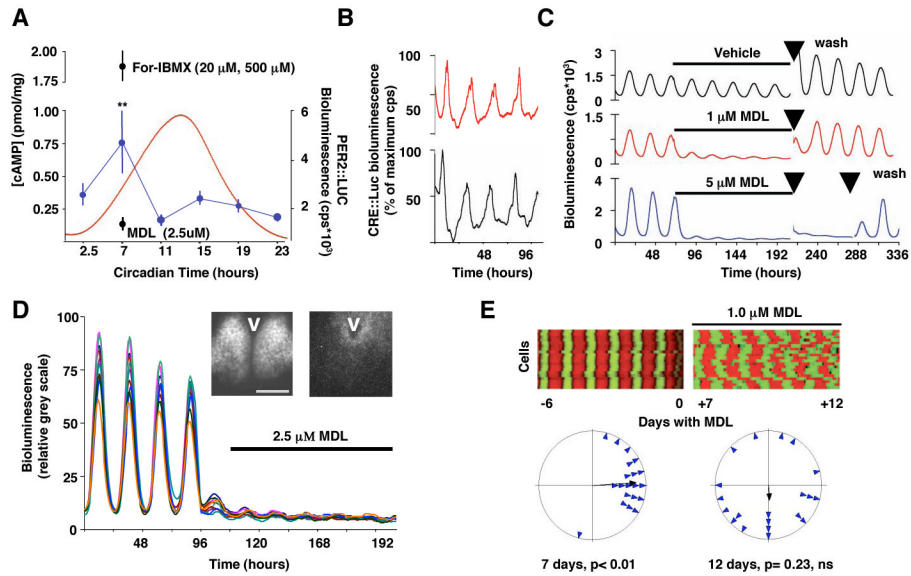 A
B
C
[cAMP] (pmol/mg)
2.00
1.75
1.00
0.75
0.50
0.25
For-IBMX (20 μM, 500 μM)
**
MDL (2.5uM)
6
4
2
PER2::LUC
Bioluminescence (cps*10³)
2.5 7 11 15 19 23
Circadian Time (hours)
CRE::Luc bioluminescence
(% of maximum cps)
100
50
100
50
48 96
Time (hours)
Bioluminescence (cps*10³)
3
1.5
0
1.5
0
4
2
0
Vehicle
wash
1 μM MDL
5 μM MDL
wash
48 96 144 192 240 288 336
Time (hours)
D
Bioluminescence
(relative grey scale)
100
75
50
25
0
V
V
2.5 μM MDL
48 96 120 168 192
Time (hours)
E
1.0 μM MDL
Cells
-6 0 +7 +12
Days with MDL
7 days, p< 0.01
12 days, p= 0.23, ns